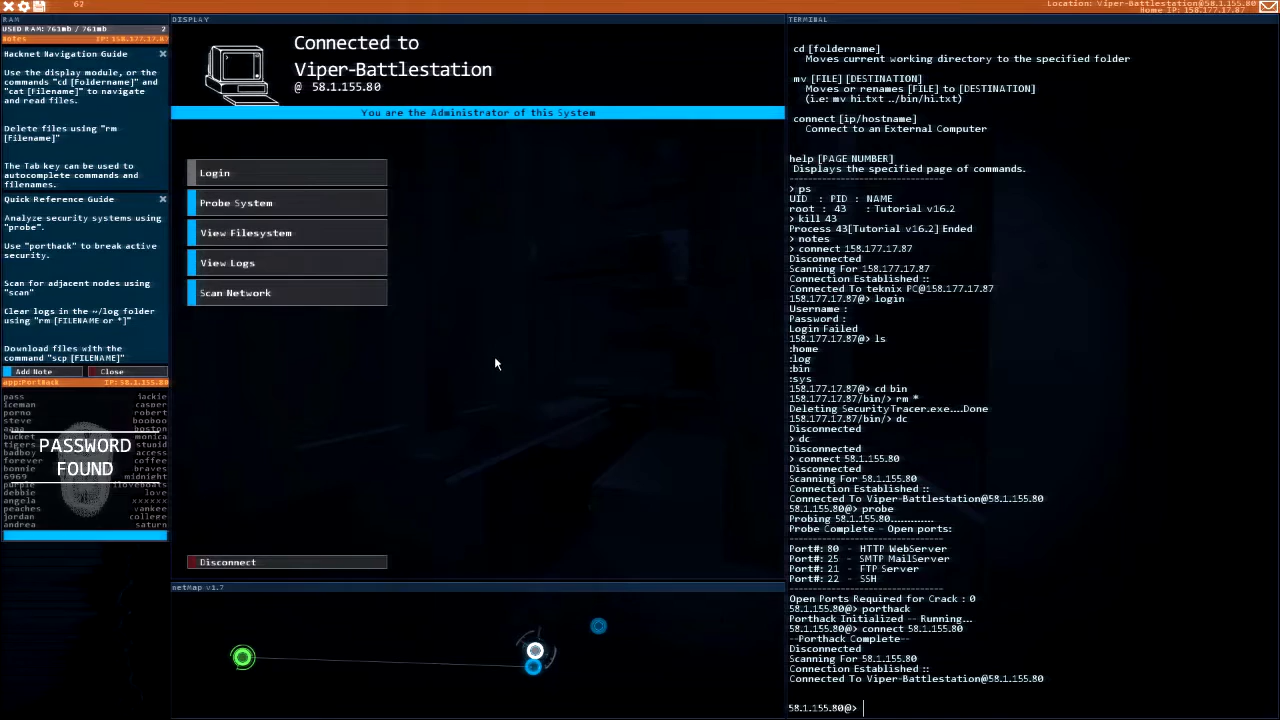 62
Location: Viper-Battlestation@58.1.155.80
Home IP: 158.177.17.187
RAM
USED RAM: 761mb / 761mb 2
notes IP: 158.177.17.187
Hacknet Navigation Guide
Use the display module, or the
commands "cd [Foldername]" and
"cat [Filename]" to navigate
and read files.
Delete files using "rm
[Filename]"
The Tab key can be used to
autocomplete commands and
filenames.
Quick Reference Guide
Analyze security systems using
"probe".
Use "porthack" to break active
security.
Scan for adjacent nodes using
"scan"
Clear logs in the ~/log folder
using "rm [FILENAME or *]"
Download files with the
command "scp [FILENAME]"
Add Note
Close
app:PortHack IP: 58.1.155.80
pass jackie
iceman casper
porno robert
steve booboo
aaaa boston
bucket monica
tigers stupid
badboy access
forever coffee
bonnie braves
6969 midnight
purple iloveboats
debbie love
angela xxxxxx
peaches yankee
jordan college
andrea saturn
PASSWORD
FOUND
DISPLAY
Connected to
Viper-Battlestation
@ 58.1.155.80
You are the Administrator of this System
Login
Probe System
View Filesystem
View Logs
Scan Network
Disconnect
netMap v1.7
TERMINAL
cd [foldername]
Moves current working directory to the specified folder
mv [FILE] [DESTINATION]
Moves or renames [FILE] to [DESTINATION]
(i.e: mv hi.txt ../bin/hi.txt)
connect [ip/hostname]
Connect to an External Computer
help [PAGE NUMBER]
Displays the specified page of commands.
---------------------------------
> ps
UID : PID : NAME
root : 43 : Tutorial v16.2
> kill 43
Process 43[Tutorial v16.2] Ended
> notes
> connect 158.177.17.87
Disconnected
Scanning For 158.177.17.87
Connection Established ::
Connected To teknix PC@158.177.17.87
158.177.17.87@> login
Username :
Password :
Login Failed
158.177.17.87@> ls
:home
:log
:bin
:sys
158.177.17.87@> cd bin
158.177.17.87/bin/> rm *
Deleting SecurityTracer.exe....Done
158.177.17.87/bin/> dc
Disconnected
> dc
Disconnected
> connect 58.1.155.80
Disconnected
Scanning For 58.1.155.80
Connection Established ::
Connected To Viper-Battlestation@58.1.155.80
58.1.155.80@> probe
Probing 58.1.155.80.............
Probe Complete - Open ports:
---------------------------------
Port#: 80 - HTTP WebServer
Port#: 25 - SMTP MailServer
Port#: 21 - FTP Server
Port#: 22 - SSH
---------------------------------
Open Ports Required for Crack : 0
58.1.155.80@> porthack
Porthack Initialized -- Running...
58.1.155.80@> connect 58.1.155.80
--Porthack Complete--
Disconnected
Scanning For 58.1.155.80
Connection Established ::
Connected To Viper-Battlestation@58.1.155.80
58.1.155.80@>